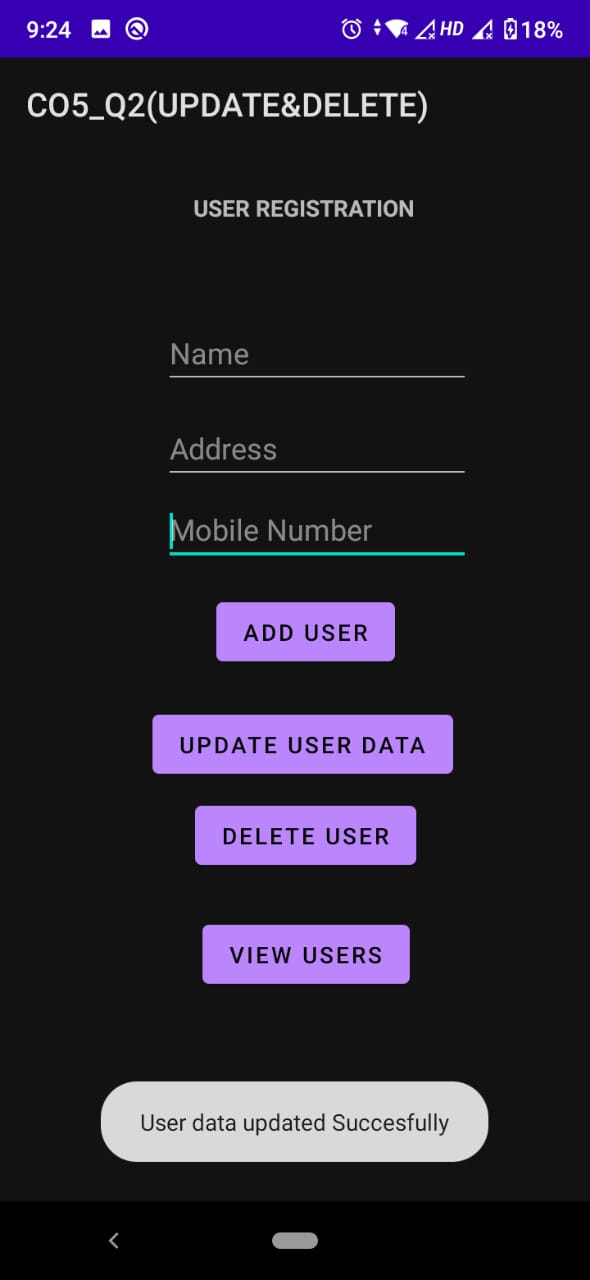 9:24 HD 18%
CO5_Q2(UPDATE&DELETE)
USER REGISTRATION
Name
Address
Mobile Number
ADD USER
UPDATE USER DATA
DELETE USER
VIEW USERS
User data updated Succesfully